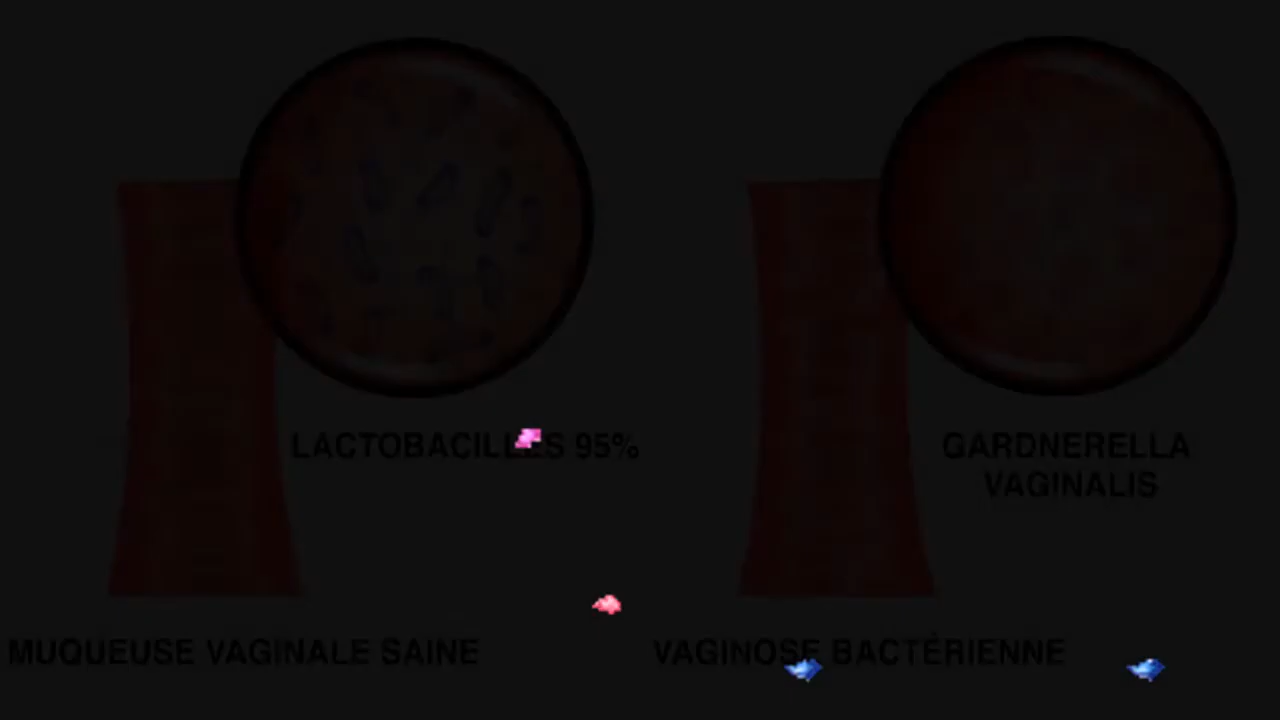 LACTOBACILLES 95%
GARDNERELLA
VAGINALIS
MUQUEUSE VAGINALE SAINE
VAGINOSE BACTÉRIENNE